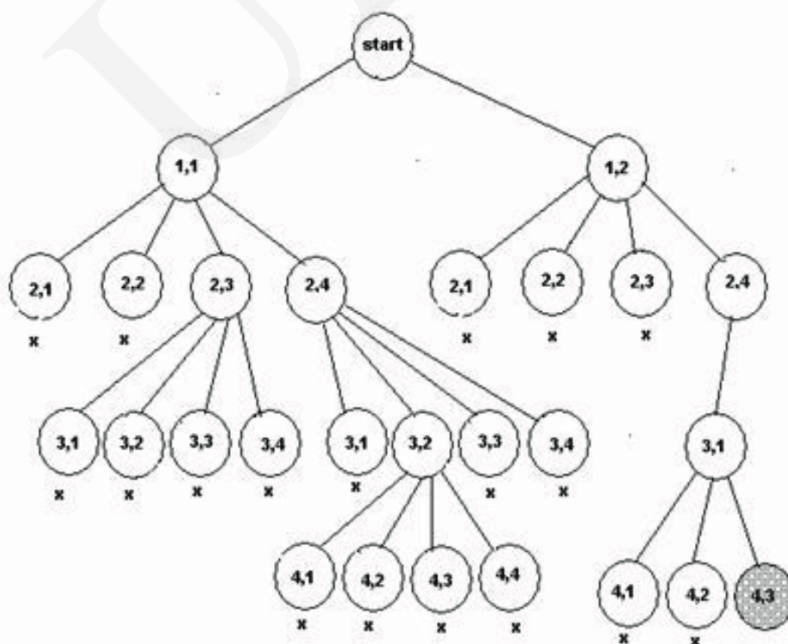 start
1,1 1,2
2,1 2,2 2,3 2,4 2,1 2,2 2,3 2,4
x x x x x
3,1 3,2 3,3 3,4 3,1 3,2 3,3 3,4 3,1
x x x x x x x
4,1 4,2 4,3 4,4 4,1 4,2 4,3
x x x x x x